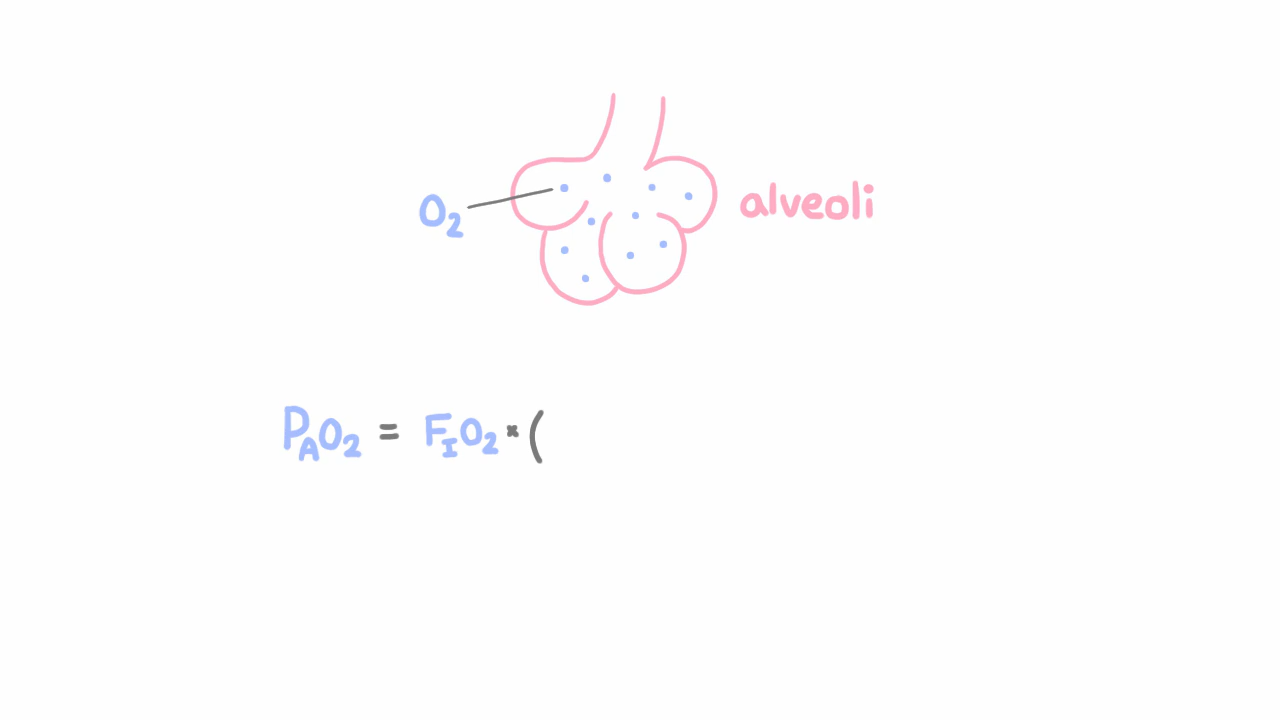 O₂
alveoli
PAO₂ = FIO₂ × (